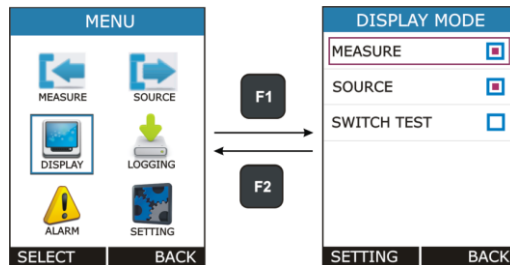 MENU
MEASURE
SOURCE
DISPLAY
LOGGING
ALARM
SETTING
SELECT
BACK
F1
F2
DISPLAY MODE
MEASURE
SOURCE
SWITCH TEST
SETTING
BACK